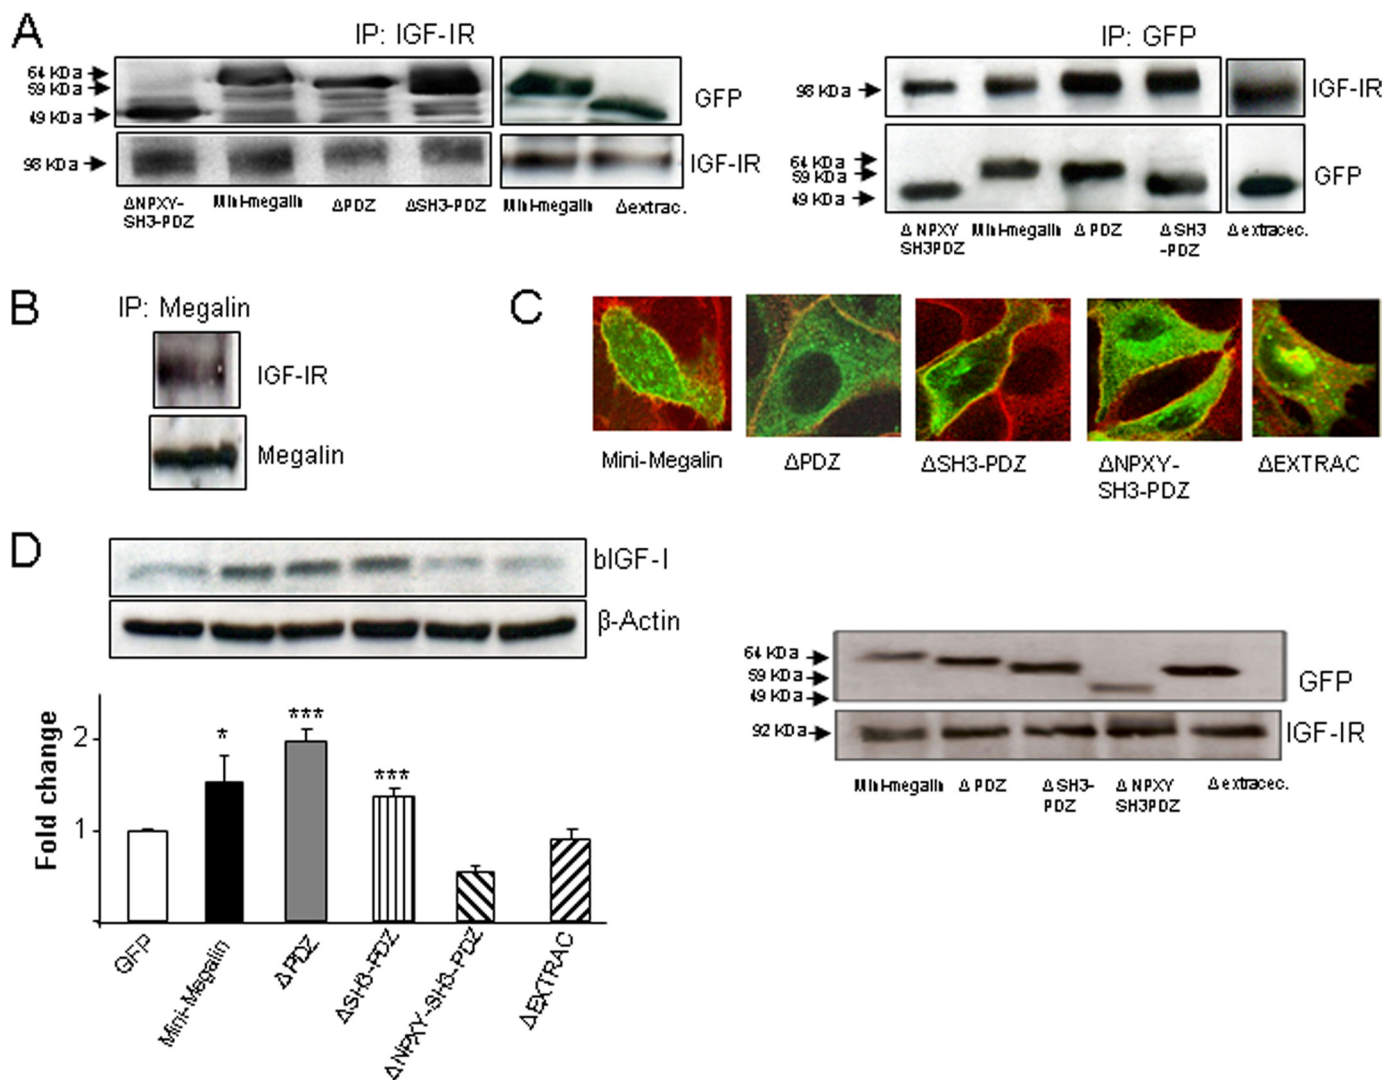 A
IP: IGF-IR
64 KDa
59 KDa
49 KDa
GFP
98 KDa
IGF-IR
ΔNPXY-
SH3-PDZ
Mini-megalin
ΔPDZ
ΔSH3-PDZ
Mini-megalin
Δextrac.
IP: GFP
98 KDa
IGF-IR
64 KDa
59 KDa
49 KDa
GFP
Δ NPXY
SH3PDZ
Mini-megalin
Δ PDZ
Δ SH3
-PDZ
Δ extracec.
B
IP: Megalin
IGF-IR
Megalin
C
Mini-Megalin
ΔPDZ
ΔSH3-PDZ
ΔNPXY-
SH3-PDZ
ΔEXTRAC
D
bIGF-I
β-Actin
Fold change
2
1
*
***
***
GFP
Mini-Megalin
ΔPDZ
ΔSH3-PDZ
ΔNPXY-SH3-PDZ
ΔEXTRAC
64 KDa
59 KDa
49 KDa
GFP
92 KDa
IGF-IR
Mini-megalin
Δ PDZ
Δ SH3-
PDZ
Δ NPXY
SH3PDZ
Δ extracec.